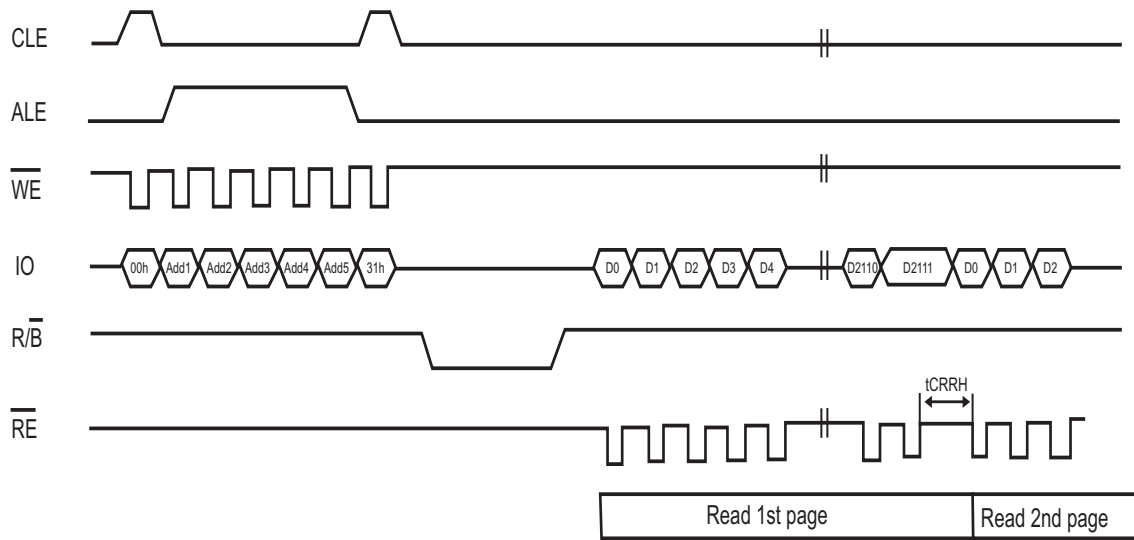 CLE
ALE
WE
IO 00h Add1 Add2 Add3 Add4 Add5 31h D0 D1 D2 D3 D4 D2110 D2111 D0 D1 D2
R/B
tCRRH
RE
Read 1st page Read 2nd page